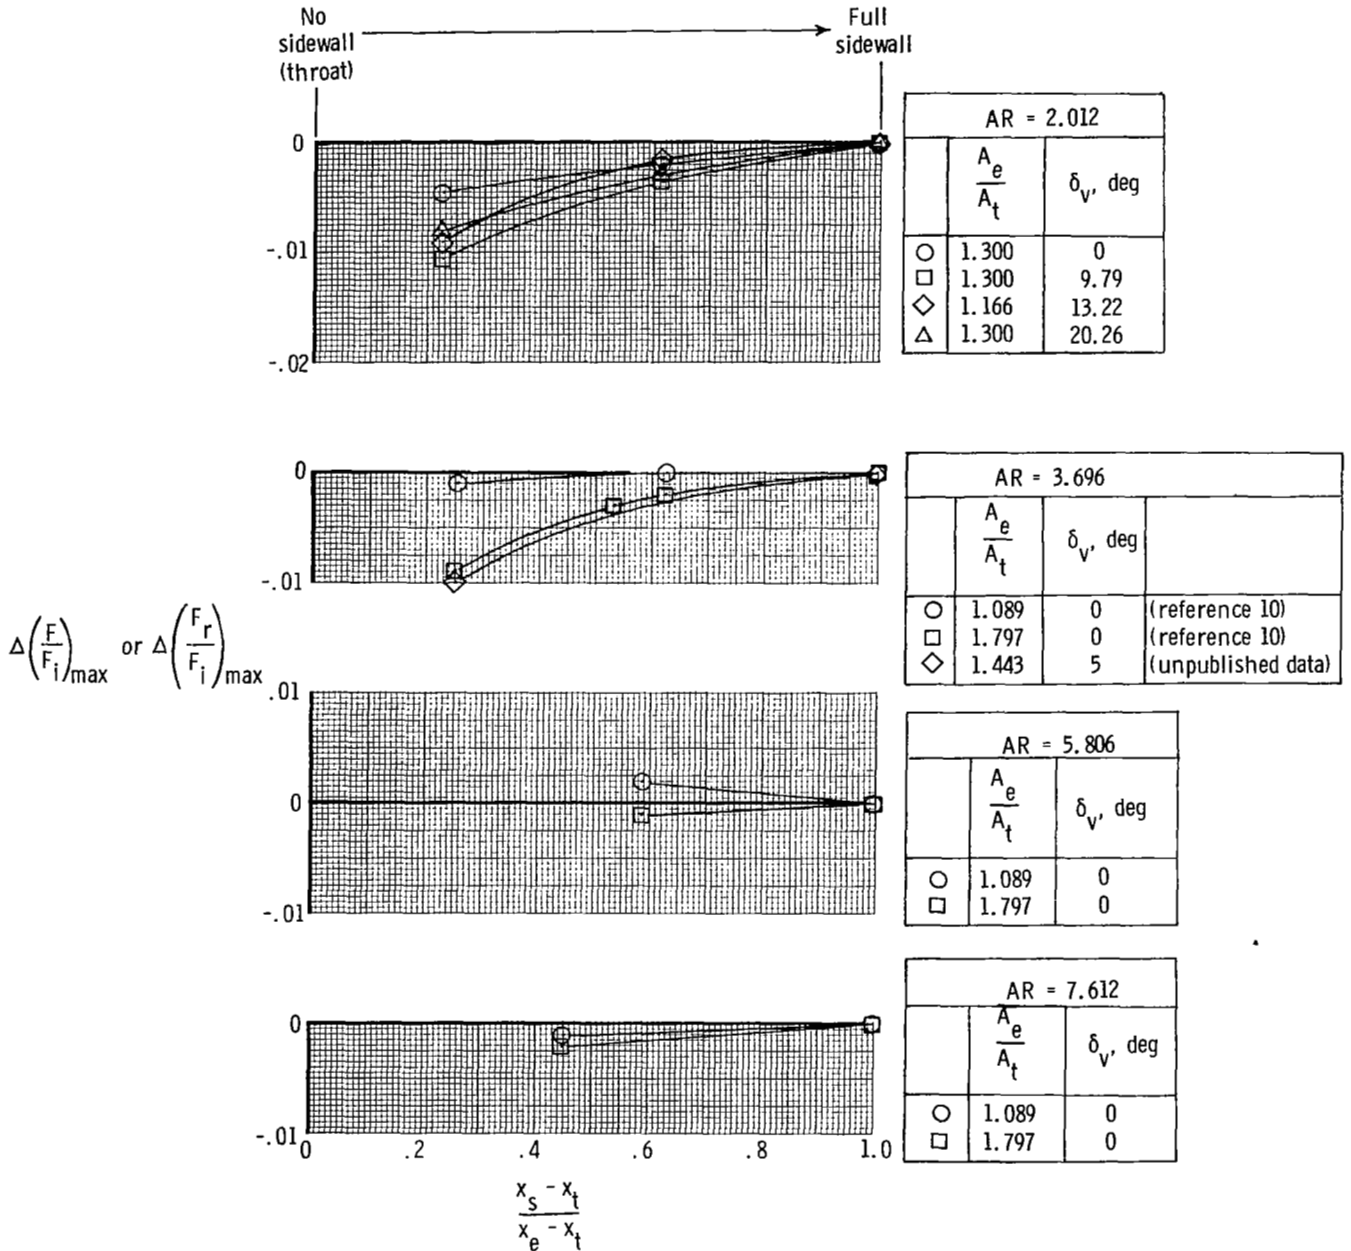 No sidewall (throat)
Full sidewall
0
-.01
-.02
AR = 2.012
A_e/A_t δ_v, deg
○ 1.300 0
□ 1.300 9.79
◇ 1.166 13.22
△ 1.300 20.26
0
-.01
AR = 3.696
A_e/A_t δ_v, deg
○ 1.089 0 (reference 10)
□ 1.797 0 (reference 10)
◇ 1.443 5 (unpublished data)
Δ(F/F_i)_max or Δ(F_r/F_i)_max
.01
0
-.01
AR = 5.806
A_e/A_t δ_v, deg
○ 1.089 0
□ 1.797 0
0
-.01
AR = 7.612
A_e/A_t δ_v, deg
○ 1.089 0
□ 1.797 0
0 .2 .4 .6 .8 1.0
x_s - x_t
x_e - x_t